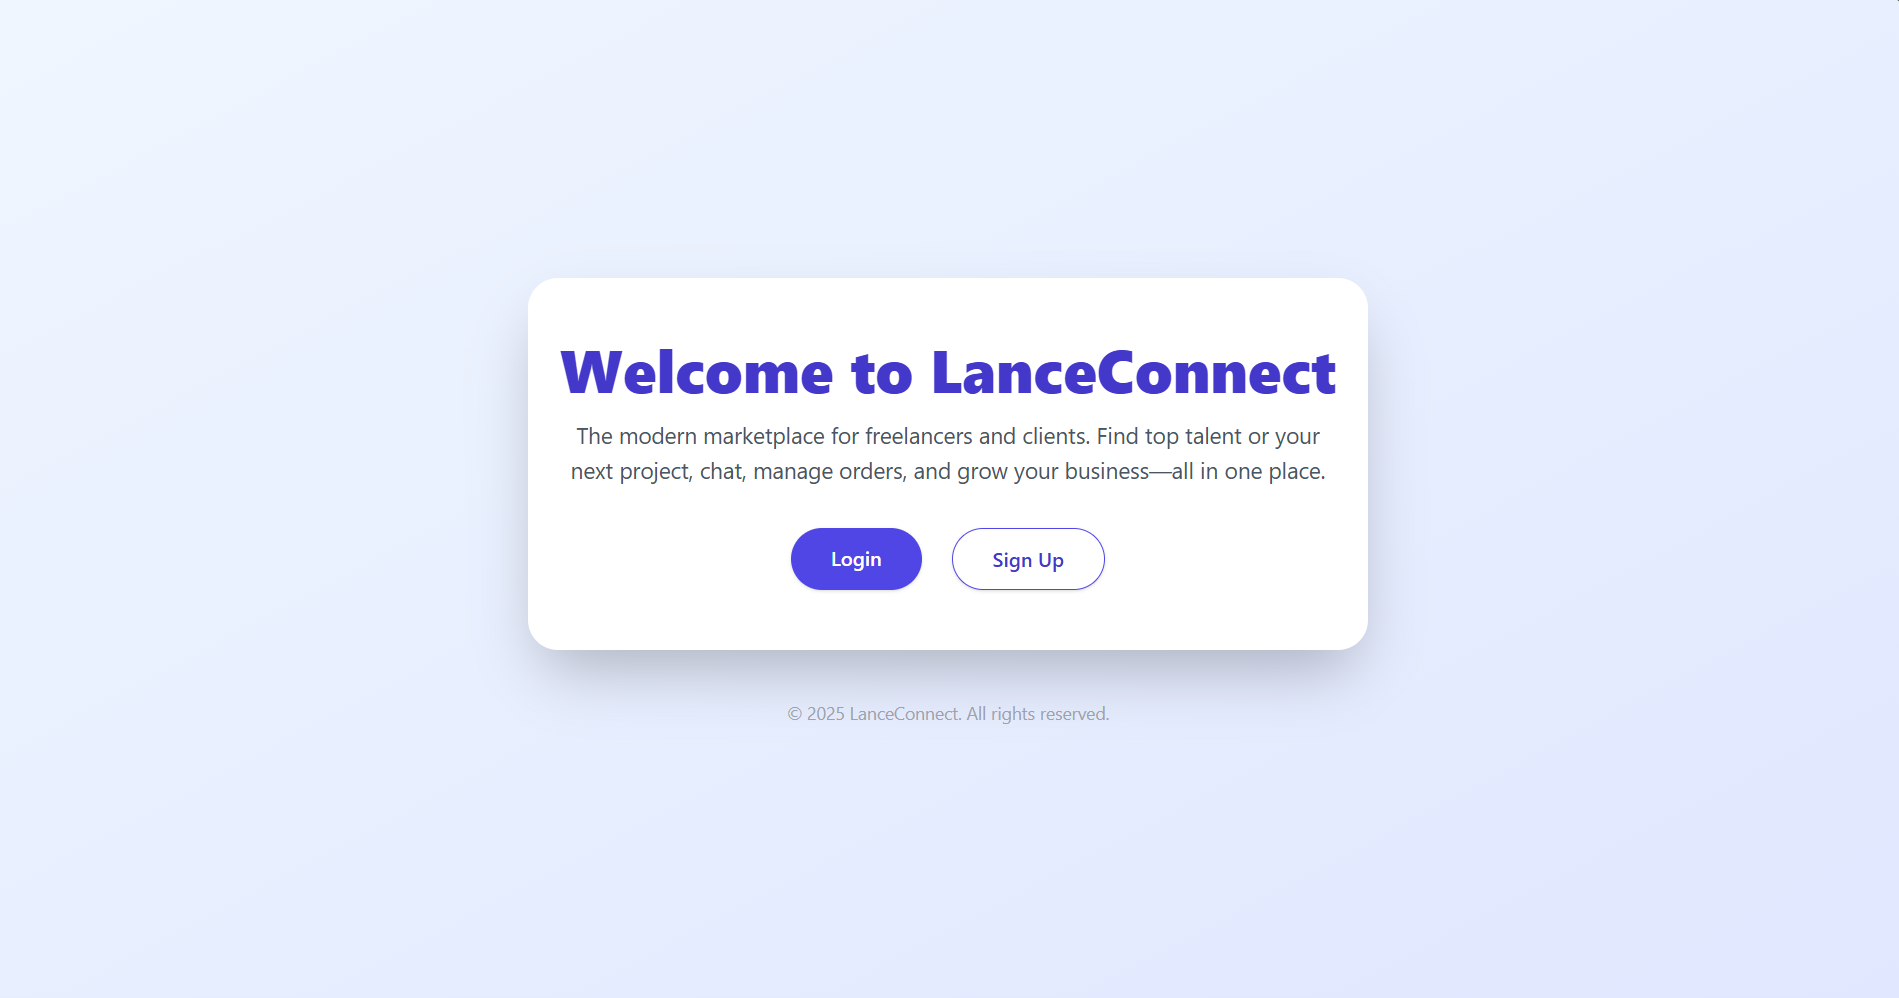 Welcome to LanceConnect
The modern marketplace for freelancers and clients. Find top talent or your
next project, chat, manage orders, and grow your business—all in one place.
Login
Sign Up
© 2025 LanceConnect. All rights reserved.